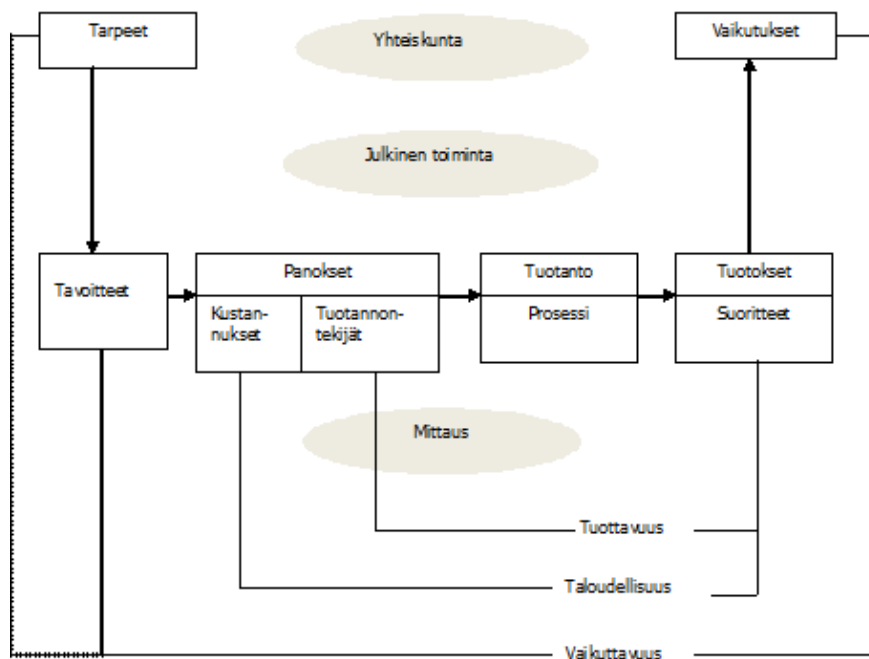 Tarpeet
Yhteiskunta
Vaikutukset
Julkinen toiminta
Tavoitteet
Panokset
Kustan-
nukset
Tuotannon-
tekijät
Tuotanto
Prosessi
Tuotokset
Suoritteet
Mittaus
Tuottavuus
Taloudellisuus
Vaikuttavuus